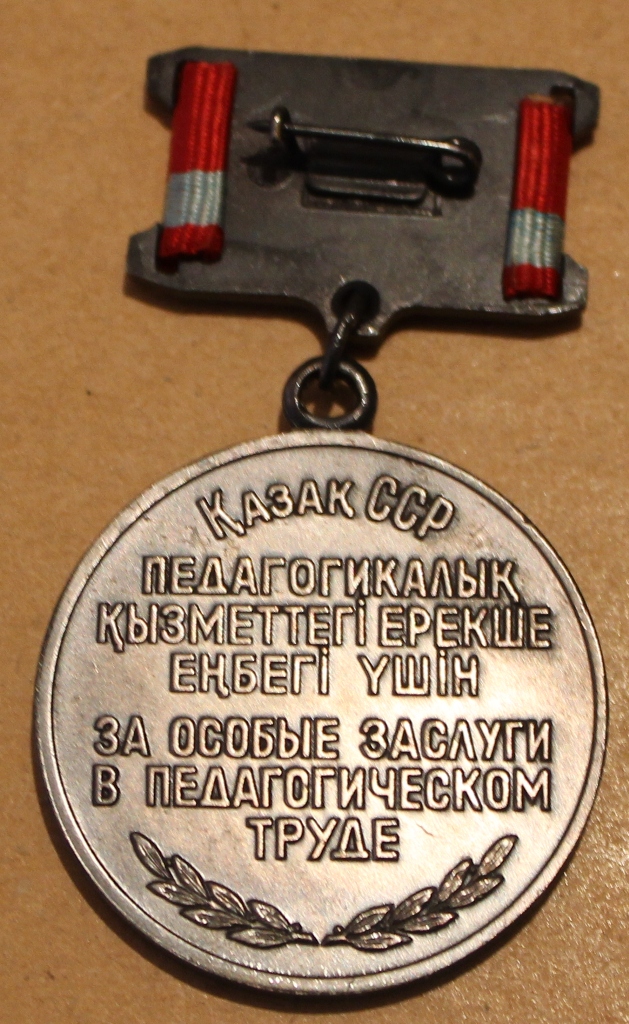 ҚАЗАҚ ССР
ПЕДАГОГИКАЛЫҚ
ҚЫЗМЕТТЕГі ЕРЕКШЕ
ЕҢБЕГі ҮШіН
ЗА ОСОБЫЕ ЗАСЛУГИ
В ПЕДАГОГИЧЕСКОМ
ТРУДЕ